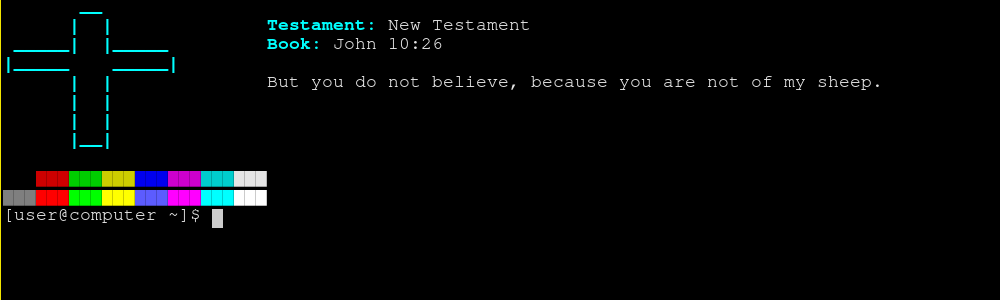 Testament: New Testament
Book: John 10:26
But you do not believe, because you are not of my sheep.
[user@computer ~]$